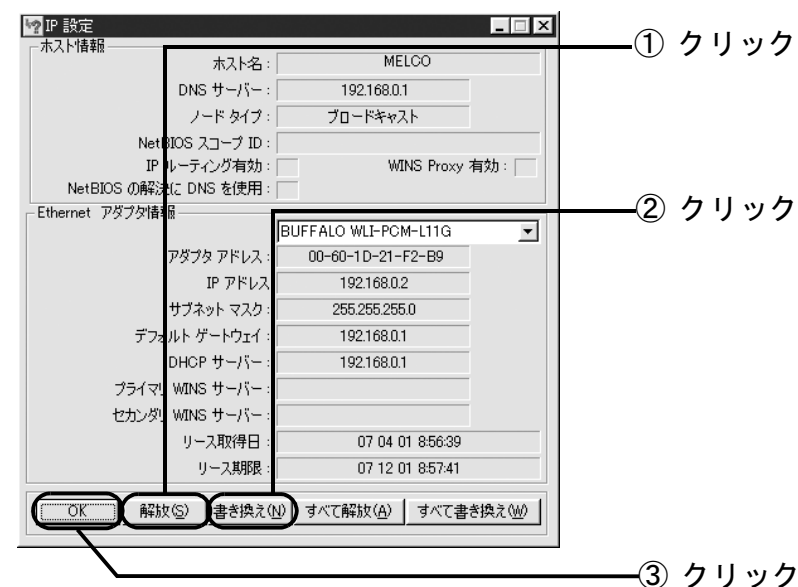 IP 設定
ホスト情報
① クリック
ホスト名： MELCO
DNS サーバー： 192.168.0.1
ノード タイプ： ブロードキャスト
NetBIOS スコープ ID：
IP ルーティング有効： WINS Proxy 有効：
NetBIOS の解決に DNS を使用：
Ethernet アダプタ情報
② クリック
BUFFALO WLI-PCM-L11G
アダプタ アドレス： 00-60-1D-21-F2-B9
IP アドレス 192.168.0.2
サブネット マスク： 255.255.255.0
デフォルト ゲートウェイ： 192.168.0.1
DHCP サーバー： 192.168.0.1
プライマリ WINS サーバー：
セカンダリ WINS サーバー：
リース取得日： 07 04 01 8:56:39
リース期限： 07 12 01 8:57:41
OK 解放(S) 書き換え(N) すべて解放(A) すべて書き換え(W)
③ クリック